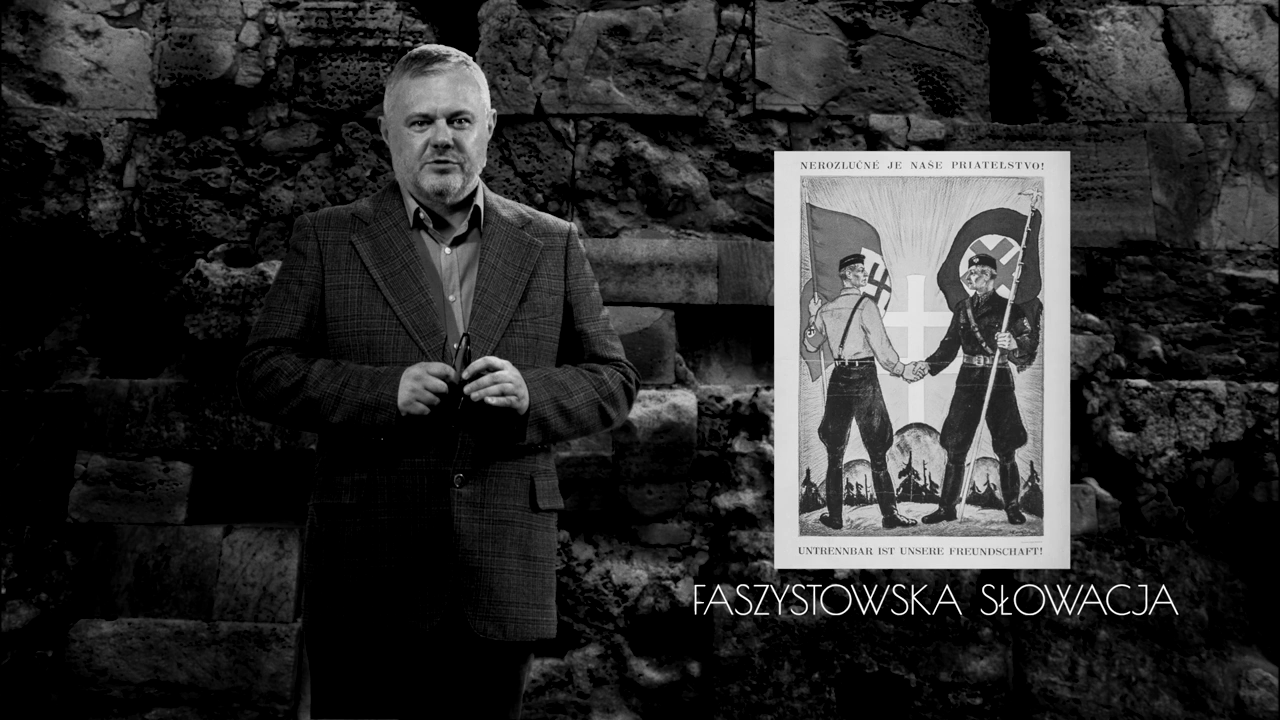 NEROZLUČNÉ JE NAŠE PRIATEĽSTVO!
UNTRENNBAR IST UNSERE FREUNDSCHAFT!
FASZYSTOWSKA SŁOWACJA